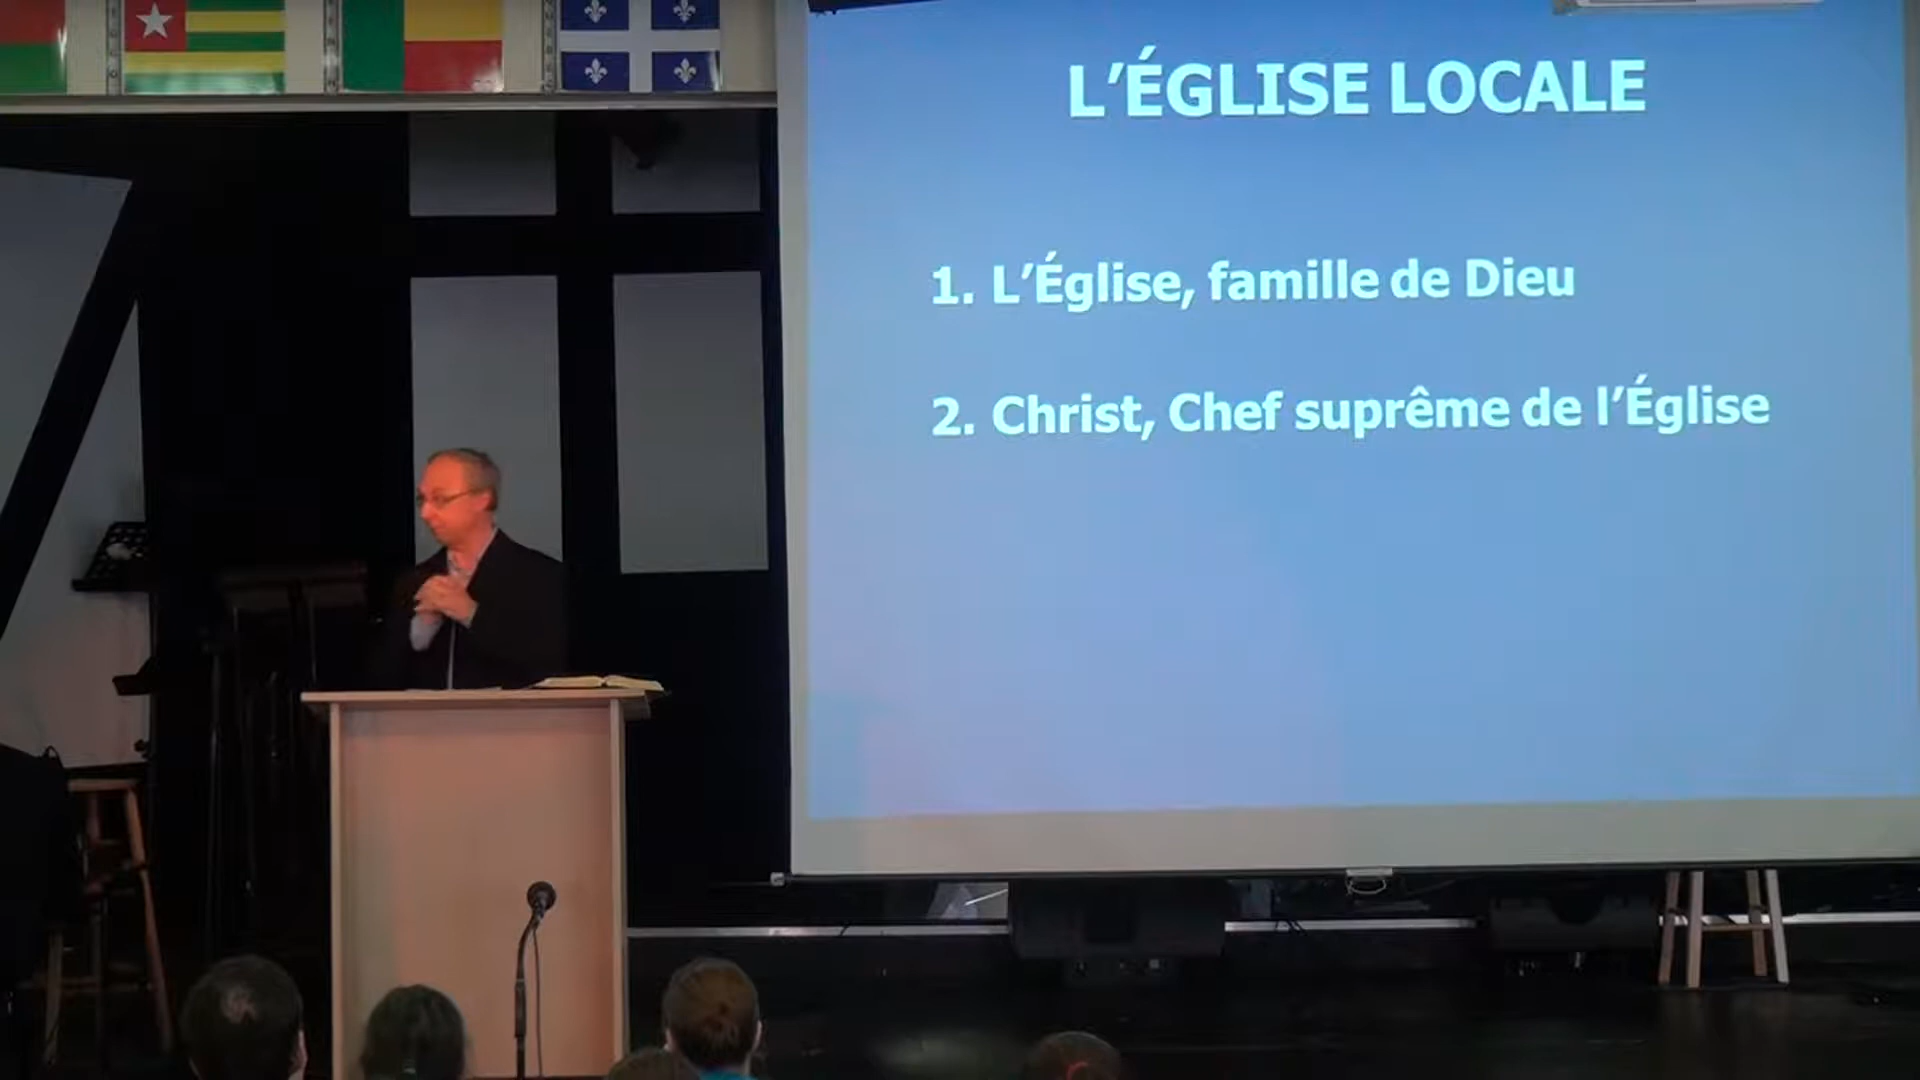 L'ÉGLISE LOCALE
1. L'Église, famille de Dieu
2. Christ, Chef suprême de l'Église